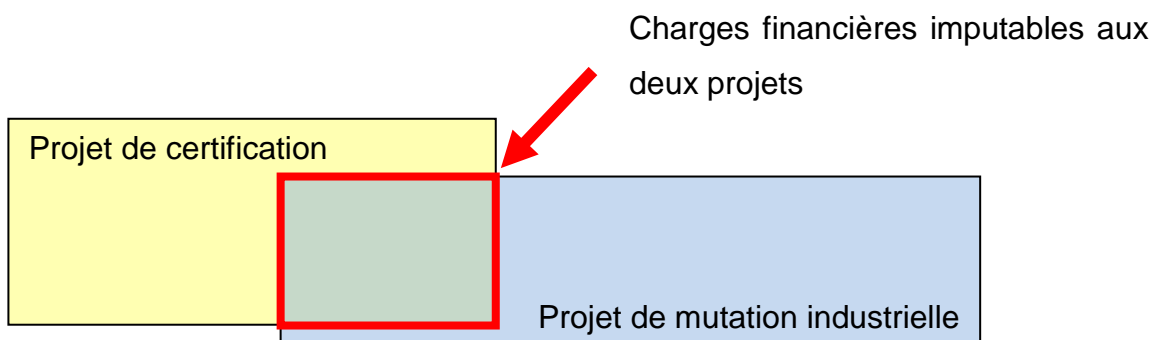 Charges financières imputables aux
deux projets
Projet de certification
Projet de mutation industrielle